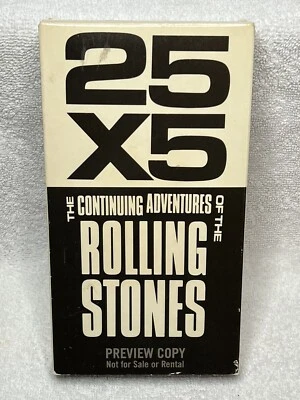 25
X5
THE CONTINUING ADVENTURES OF THE
ROLLING
STONES
PREVIEW COPY
Not for Sale or Rental